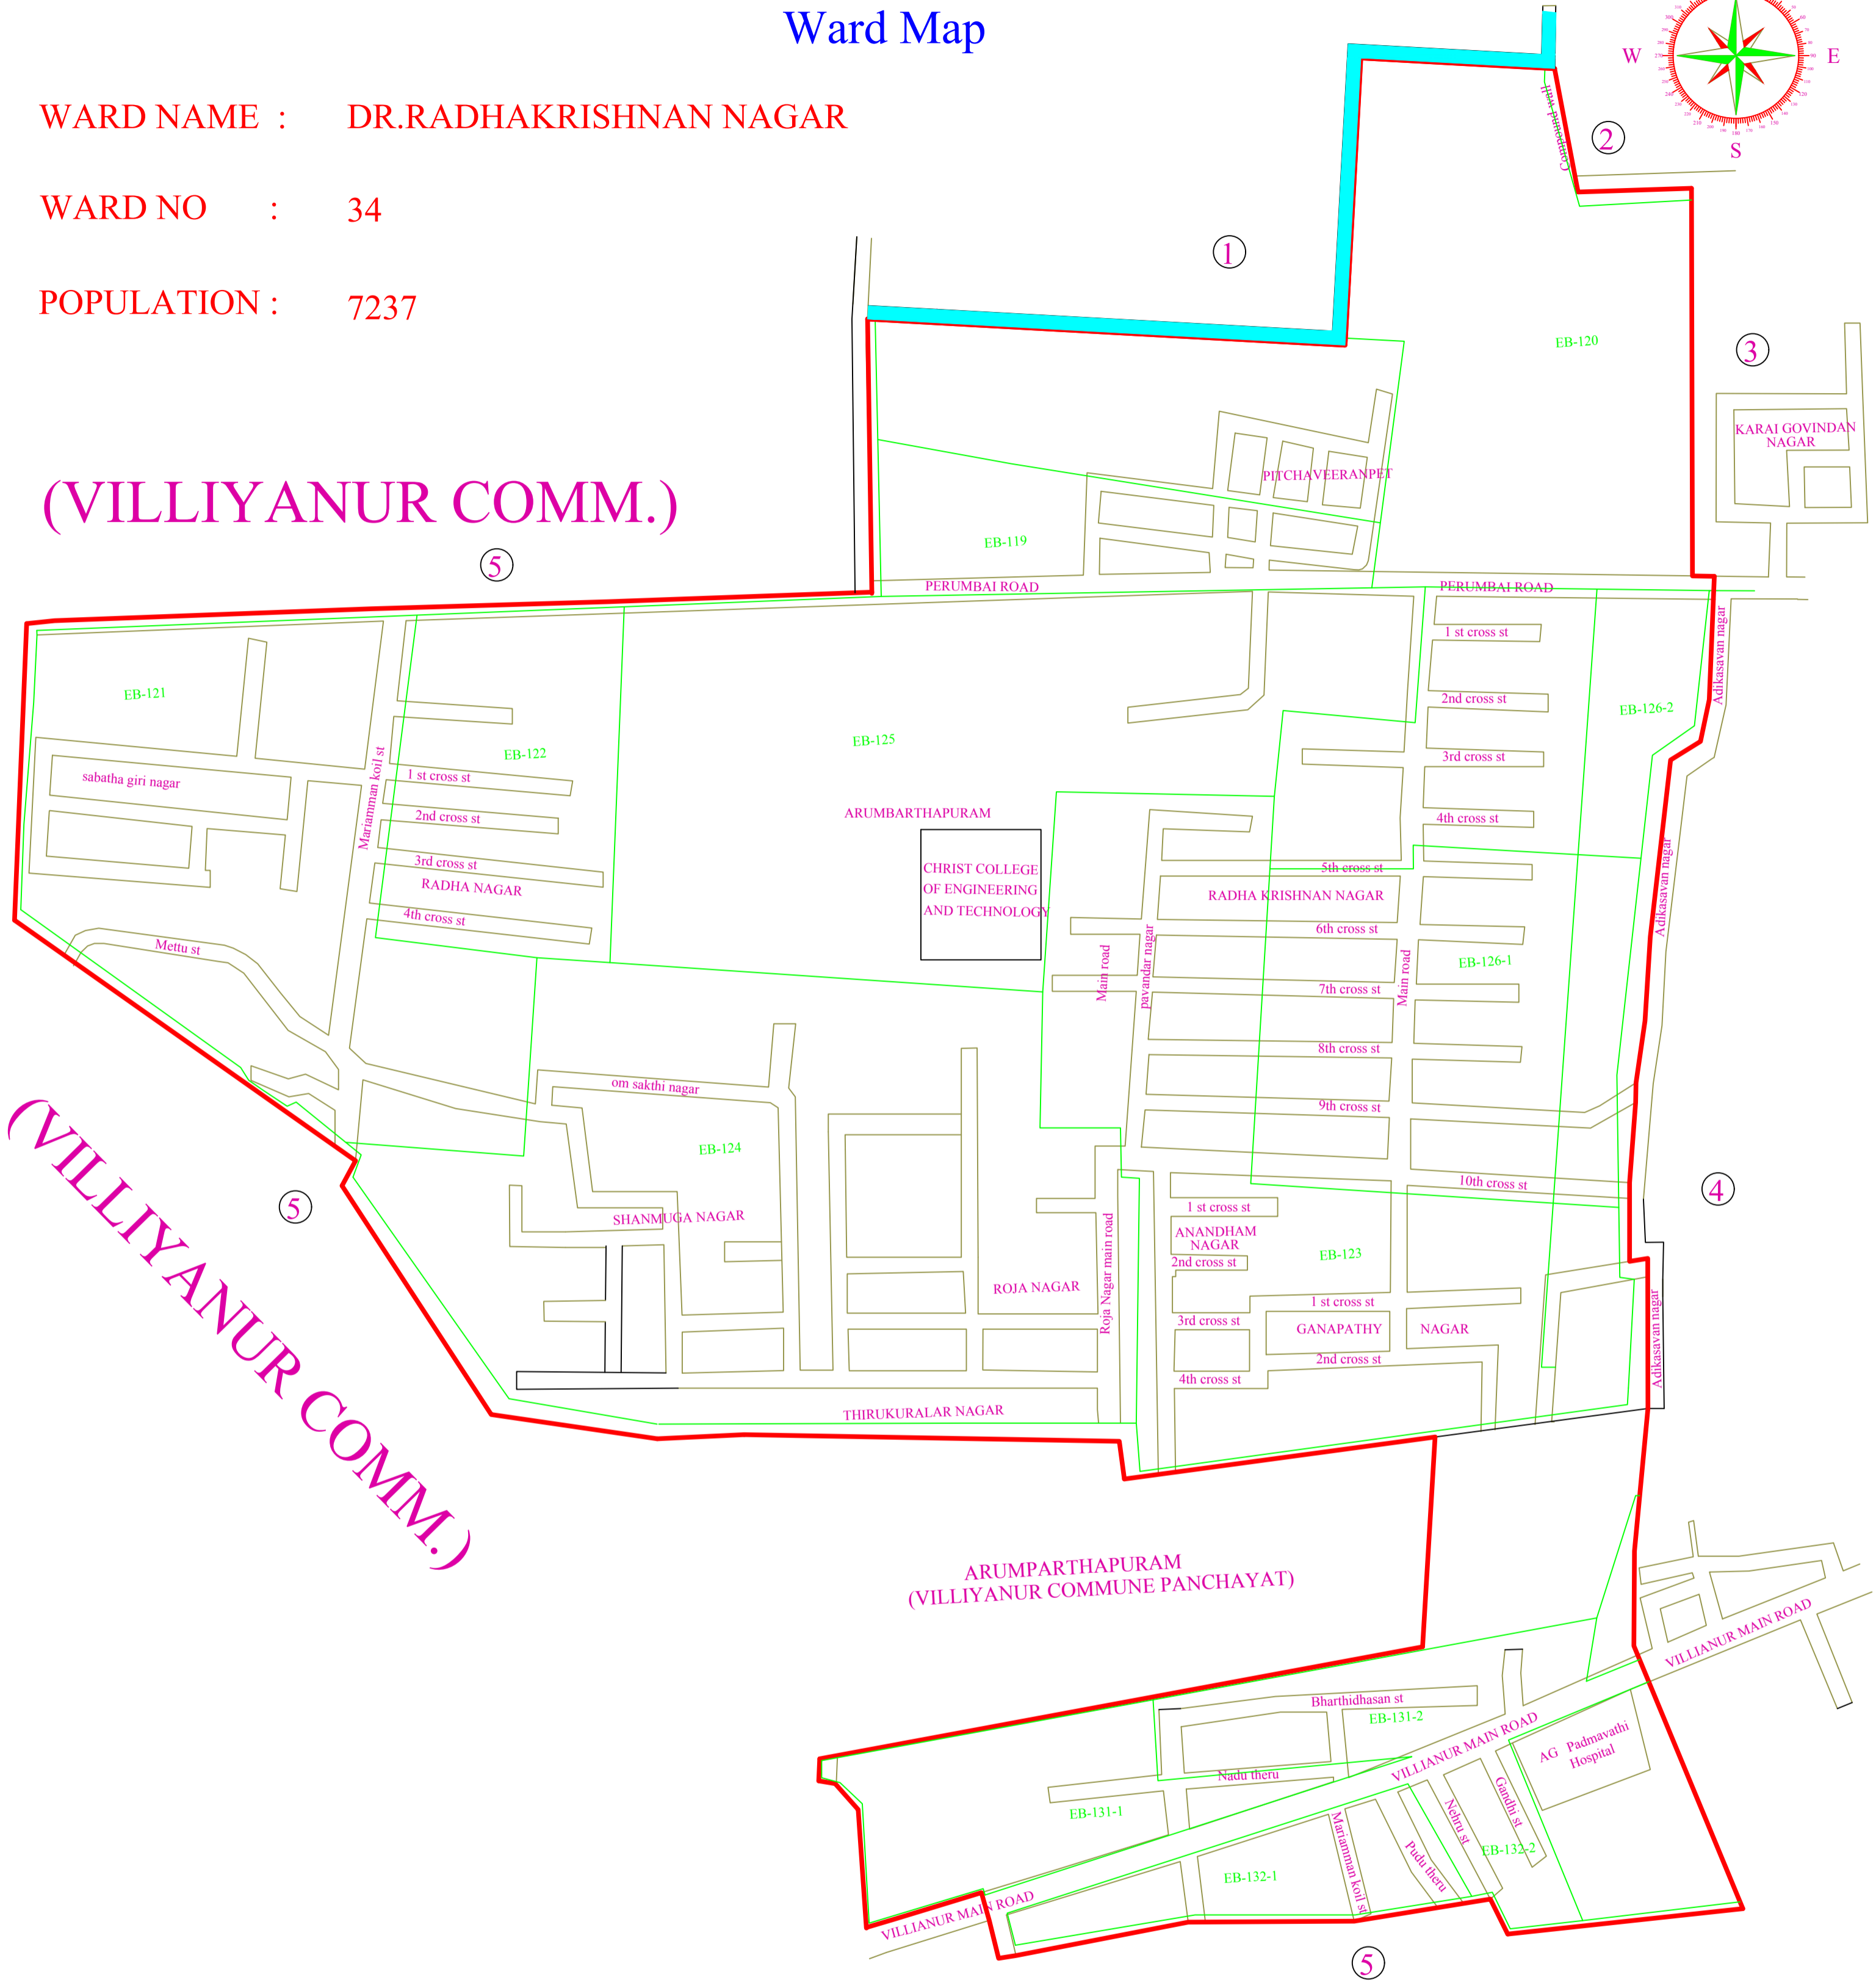 Ward Map
WARD NAME : DR.RADHAKRISHNAN NAGAR
WARD NO : 34
POPULATION : 7237
W
E
S
180
Compound wall
2
1
3
EB-120
KARAI GOVINDAN
NAGAR
(VILLIYANUR COMM.)
5
PITCHAVEERANPET
EB-119
PERUMBAI ROAD
PERUMBAI ROAD
Adikasavan nagar
1 st cross st
2nd cross st
3rd cross st
4th cross st
EB-126-2
EB-121
sabatha giri nagar
Mariamman koil st
EB-122
1 st cross st
2nd cross st
3rd cross st
RADHA NAGAR
4th cross st
Mettu st
EB-125
ARUMBARTHAPURAM
CHRIST COLLEGE
OF ENGINEERING
AND TECHNOLOGY
5th cross st
RADHA KRISHNAN NAGAR
6th cross st
Main road
pavandar nagar
Main road
EB-126-1
Adikasavan nagar
7th cross st
8th cross st
9th cross st
10th cross st
4
om sakthi nagar
EB-124
(VILLIYANUR COMM.)
5
SHANMUGA NAGAR
ROJA NAGAR
Roja Nagar main road
1 st cross st
ANANDHAM
NAGAR
2nd cross st
EB-123
3rd cross st
4th cross st
1 st cross st
GANAPATHY NAGAR
2nd cross st
Adikasavan nagar
THIRUKURALAR NAGAR
ARUMPARTHAPURAM
(VILLIYANUR COMMUNE PANCHAYAT)
VILLIANUR MAIN ROAD
Bharthidhasan st
EB-131-2
VILLIANUR MAIN ROAD
AG Padmavathi
Hospital
Nadu theru
EB-131-1
Gandhi st
Nehru st
EB-132-2
Pudu theru
Mariamman koil st
EB-132-1
VILLIANUR MAIN ROAD
5